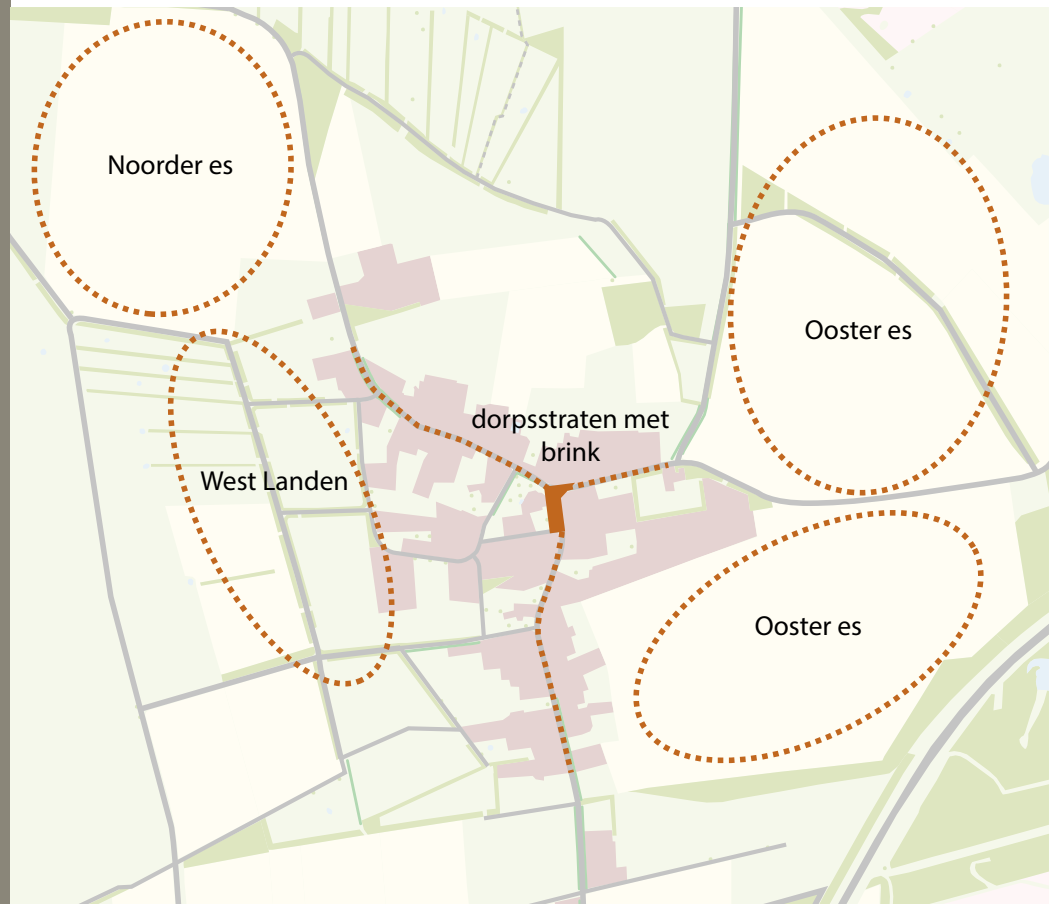 Noorder es
Ooster es
dorpsstraten met
brink
West Landen
Ooster es